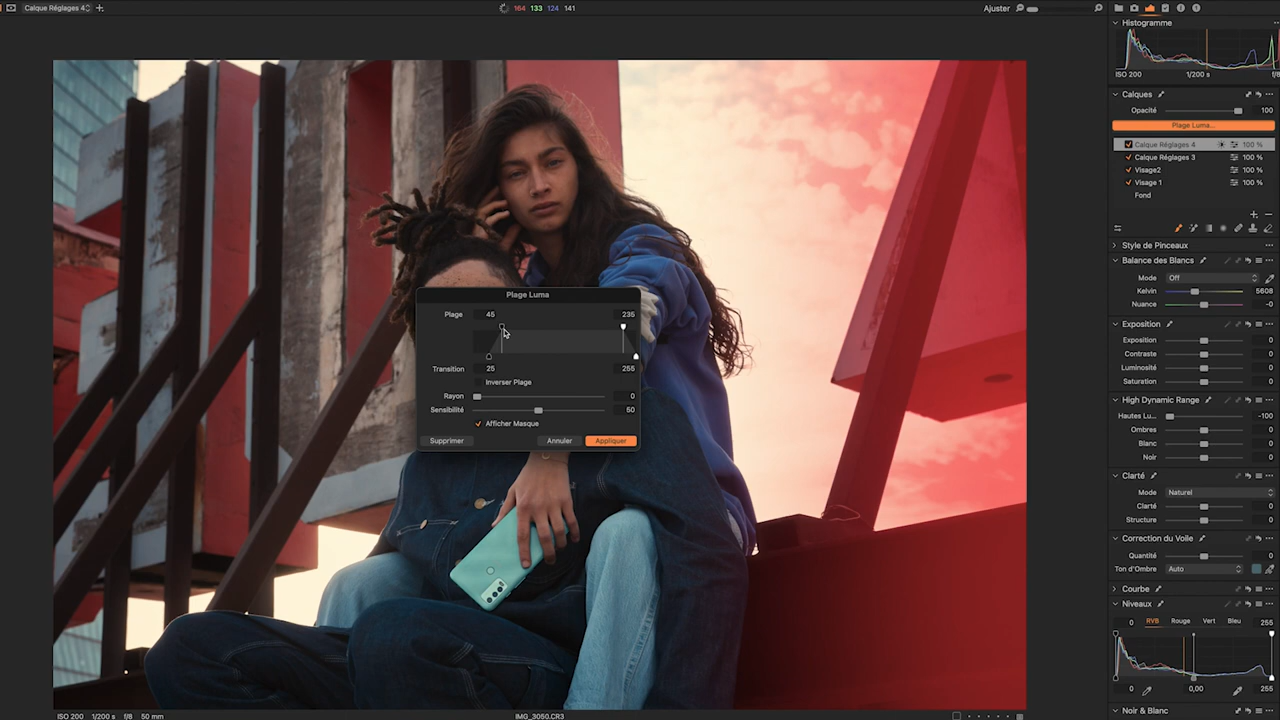 Calque Réglages 4
164 133 124 141
Ajuster
Histogramme
ISO 200 1/200 s f/8
Calques
Opacité 100
Plage Luma...
Calque Réglages 4 100 %
Calque Réglages 3 100 %
Visage2 100 %
Visage 1 100 %
Fond
Style de Pinceaux
Balance des Blancs
Mode Off
Kelvin 5608
Nuance -0
Exposition
Exposition 0
Contraste 0
Luminosité 0
Saturation 0
High Dynamic Range
Hautes Lu... -100
Ombres 0
Blanc 0
Noir 0
Clarté
Mode Naturel
Clarté 0
Structure 0
Correction du Voile
Quantité 0
Ton d'Ombre Auto
Courbe
Niveaux
0 RVB Rouge Vert Bleu 255
0 0,00 255
Noir & Blanc
Plage Luma
Plage 45 235
Transition 25 255
Inverser Plage
Rayon 0
Sensibilité 50
Afficher Masque
Supprimer Annuler Appliquer
ISO 200 1/200 s f/8 50 mm
IMG_3050.CR3